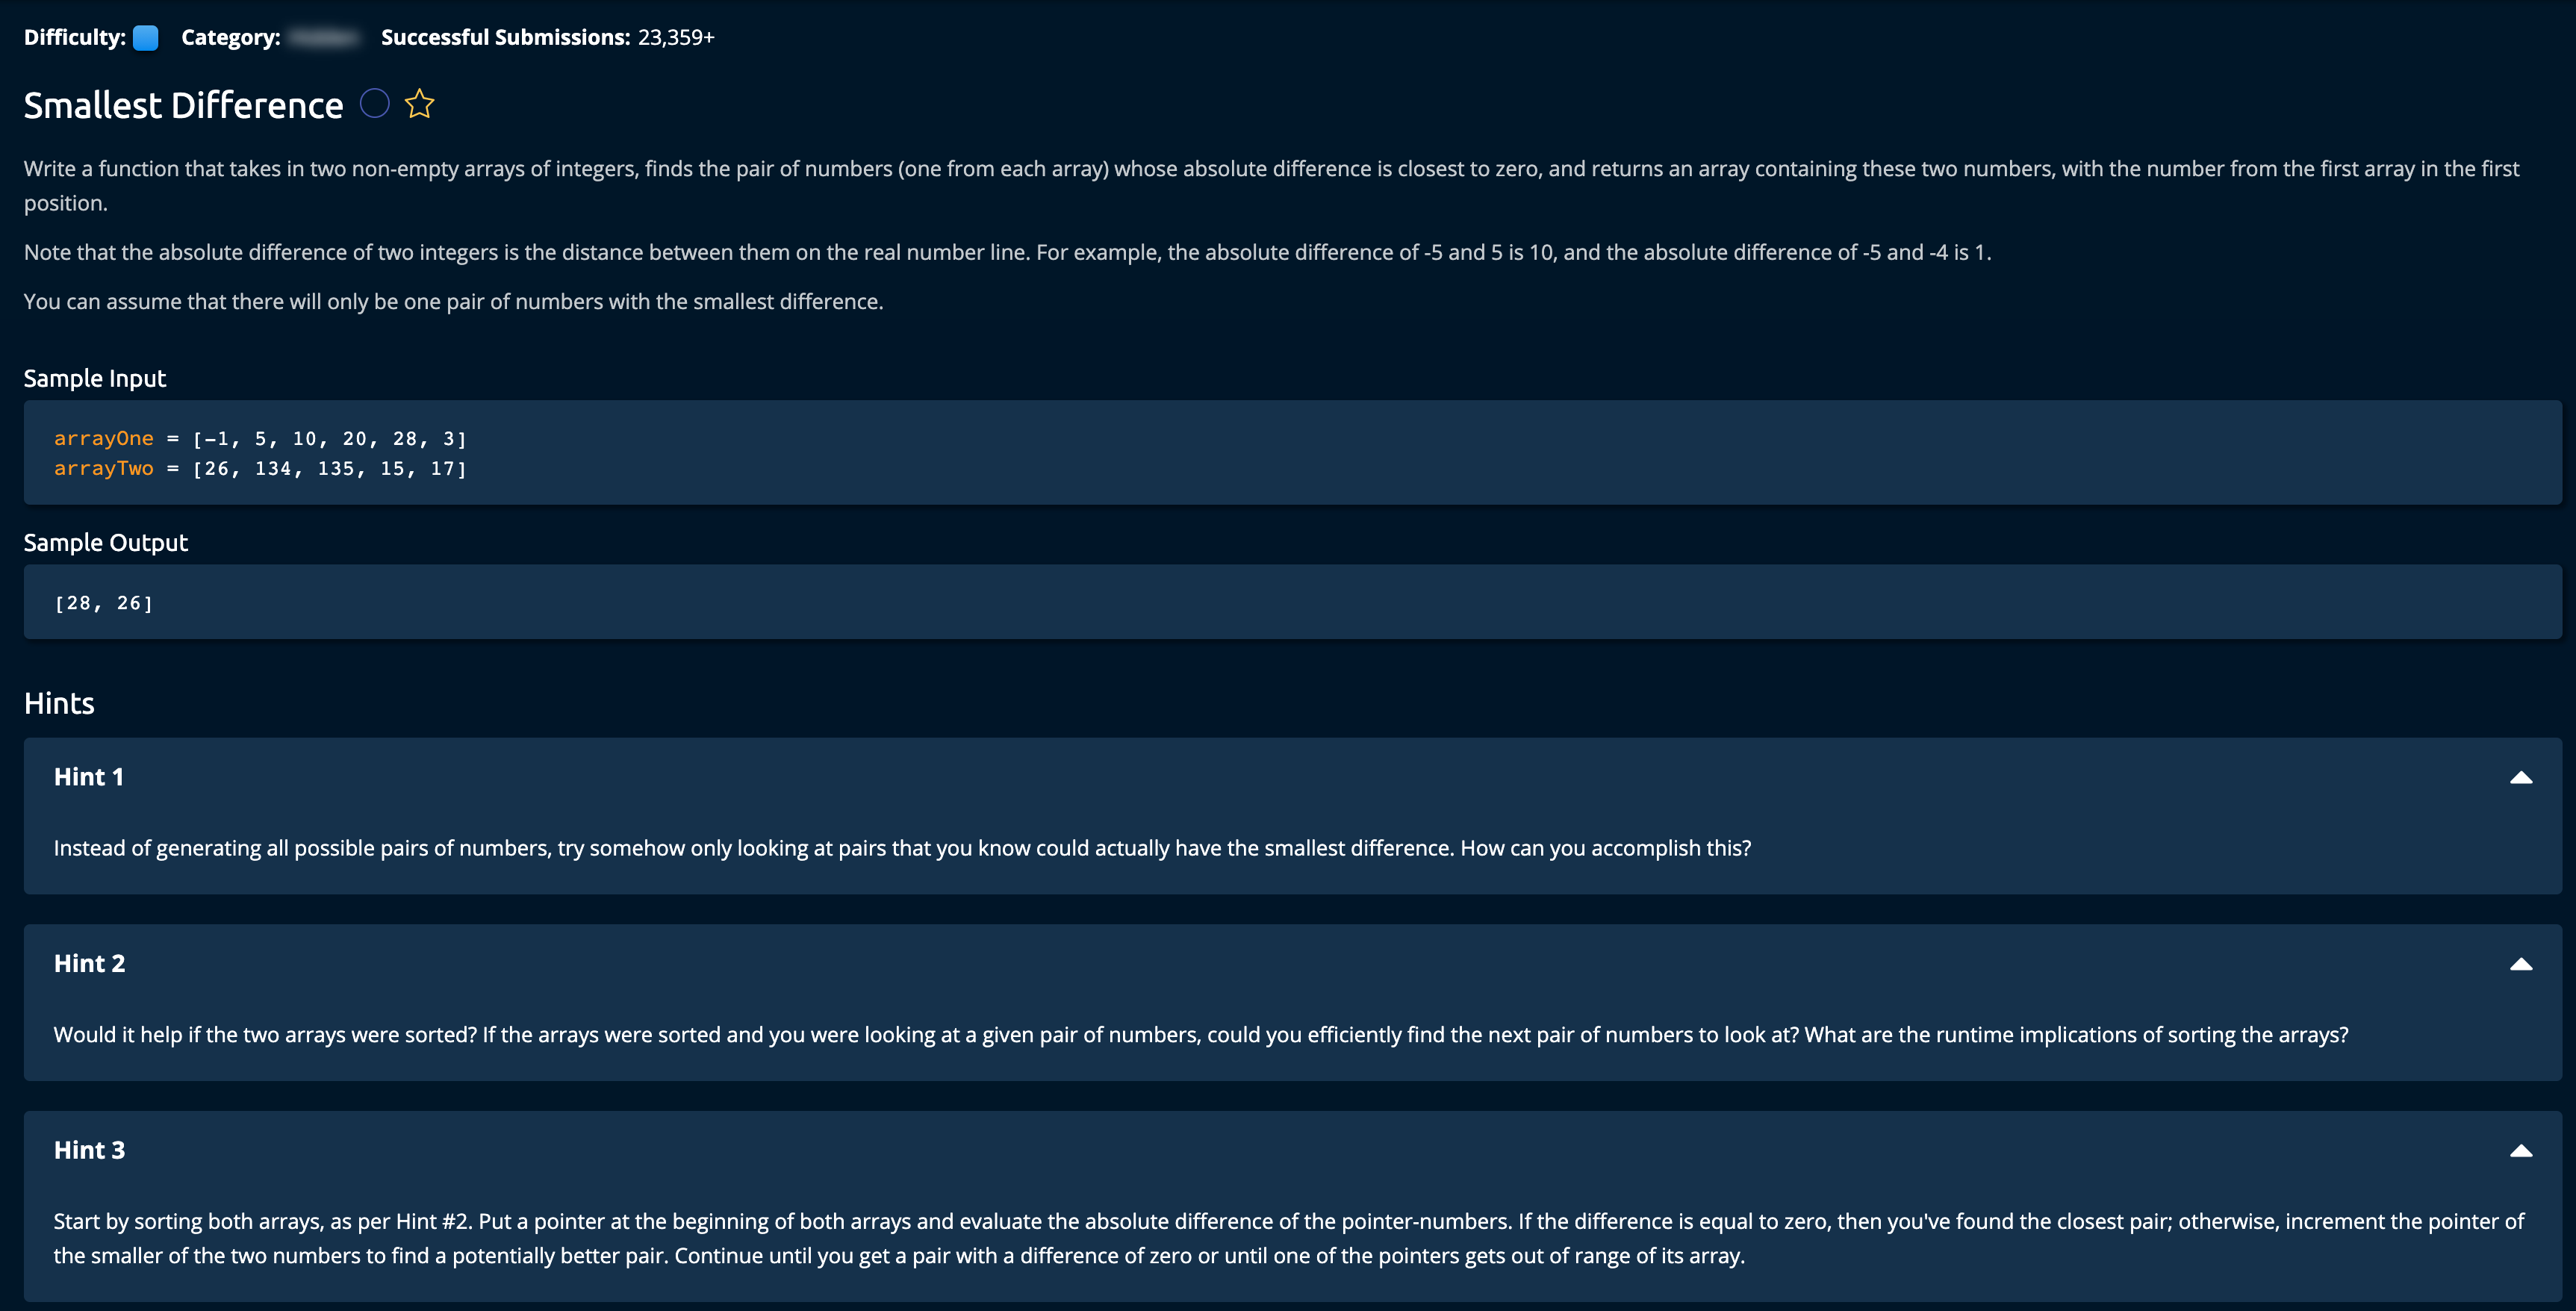 Difficulty: Category: Successful Submissions: 23,359+
Smallest Difference
Write a function that takes in two non-empty arrays of integers, finds the pair of numbers (one from each array) whose absolute difference is closest to zero, and returns an array containing these two numbers, with the number from the first array in the first
position.
Note that the absolute difference of two integers is the distance between them on the real number line. For example, the absolute difference of -5 and 5 is 10, and the absolute difference of -5 and -4 is 1.
You can assume that there will only be one pair of numbers with the smallest difference.
Sample Input
arrayOne = [-1, 5, 10, 20, 28, 3]
arrayTwo = [26, 134, 135, 15, 17]
Sample Output
[28, 26]
Hints
Hint 1
Instead of generating all possible pairs of numbers, try somehow only looking at pairs that you know could actually have the smallest difference. How can you accomplish this?
Hint 2
Would it help if the two arrays were sorted? If the arrays were sorted and you were looking at a given pair of numbers, could you efficiently find the next pair of numbers to look at? What are the runtime implications of sorting the arrays?
Hint 3
Start by sorting both arrays, as per Hint #2. Put a pointer at the beginning of both arrays and evaluate the absolute difference of the pointer-numbers. If the difference is equal to zero, then you've found the closest pair; otherwise, increment the pointer of
the smaller of the two numbers to find a potentially better pair. Continue until you get a pair with a difference of zero or until one of the pointers gets out of range of its array.